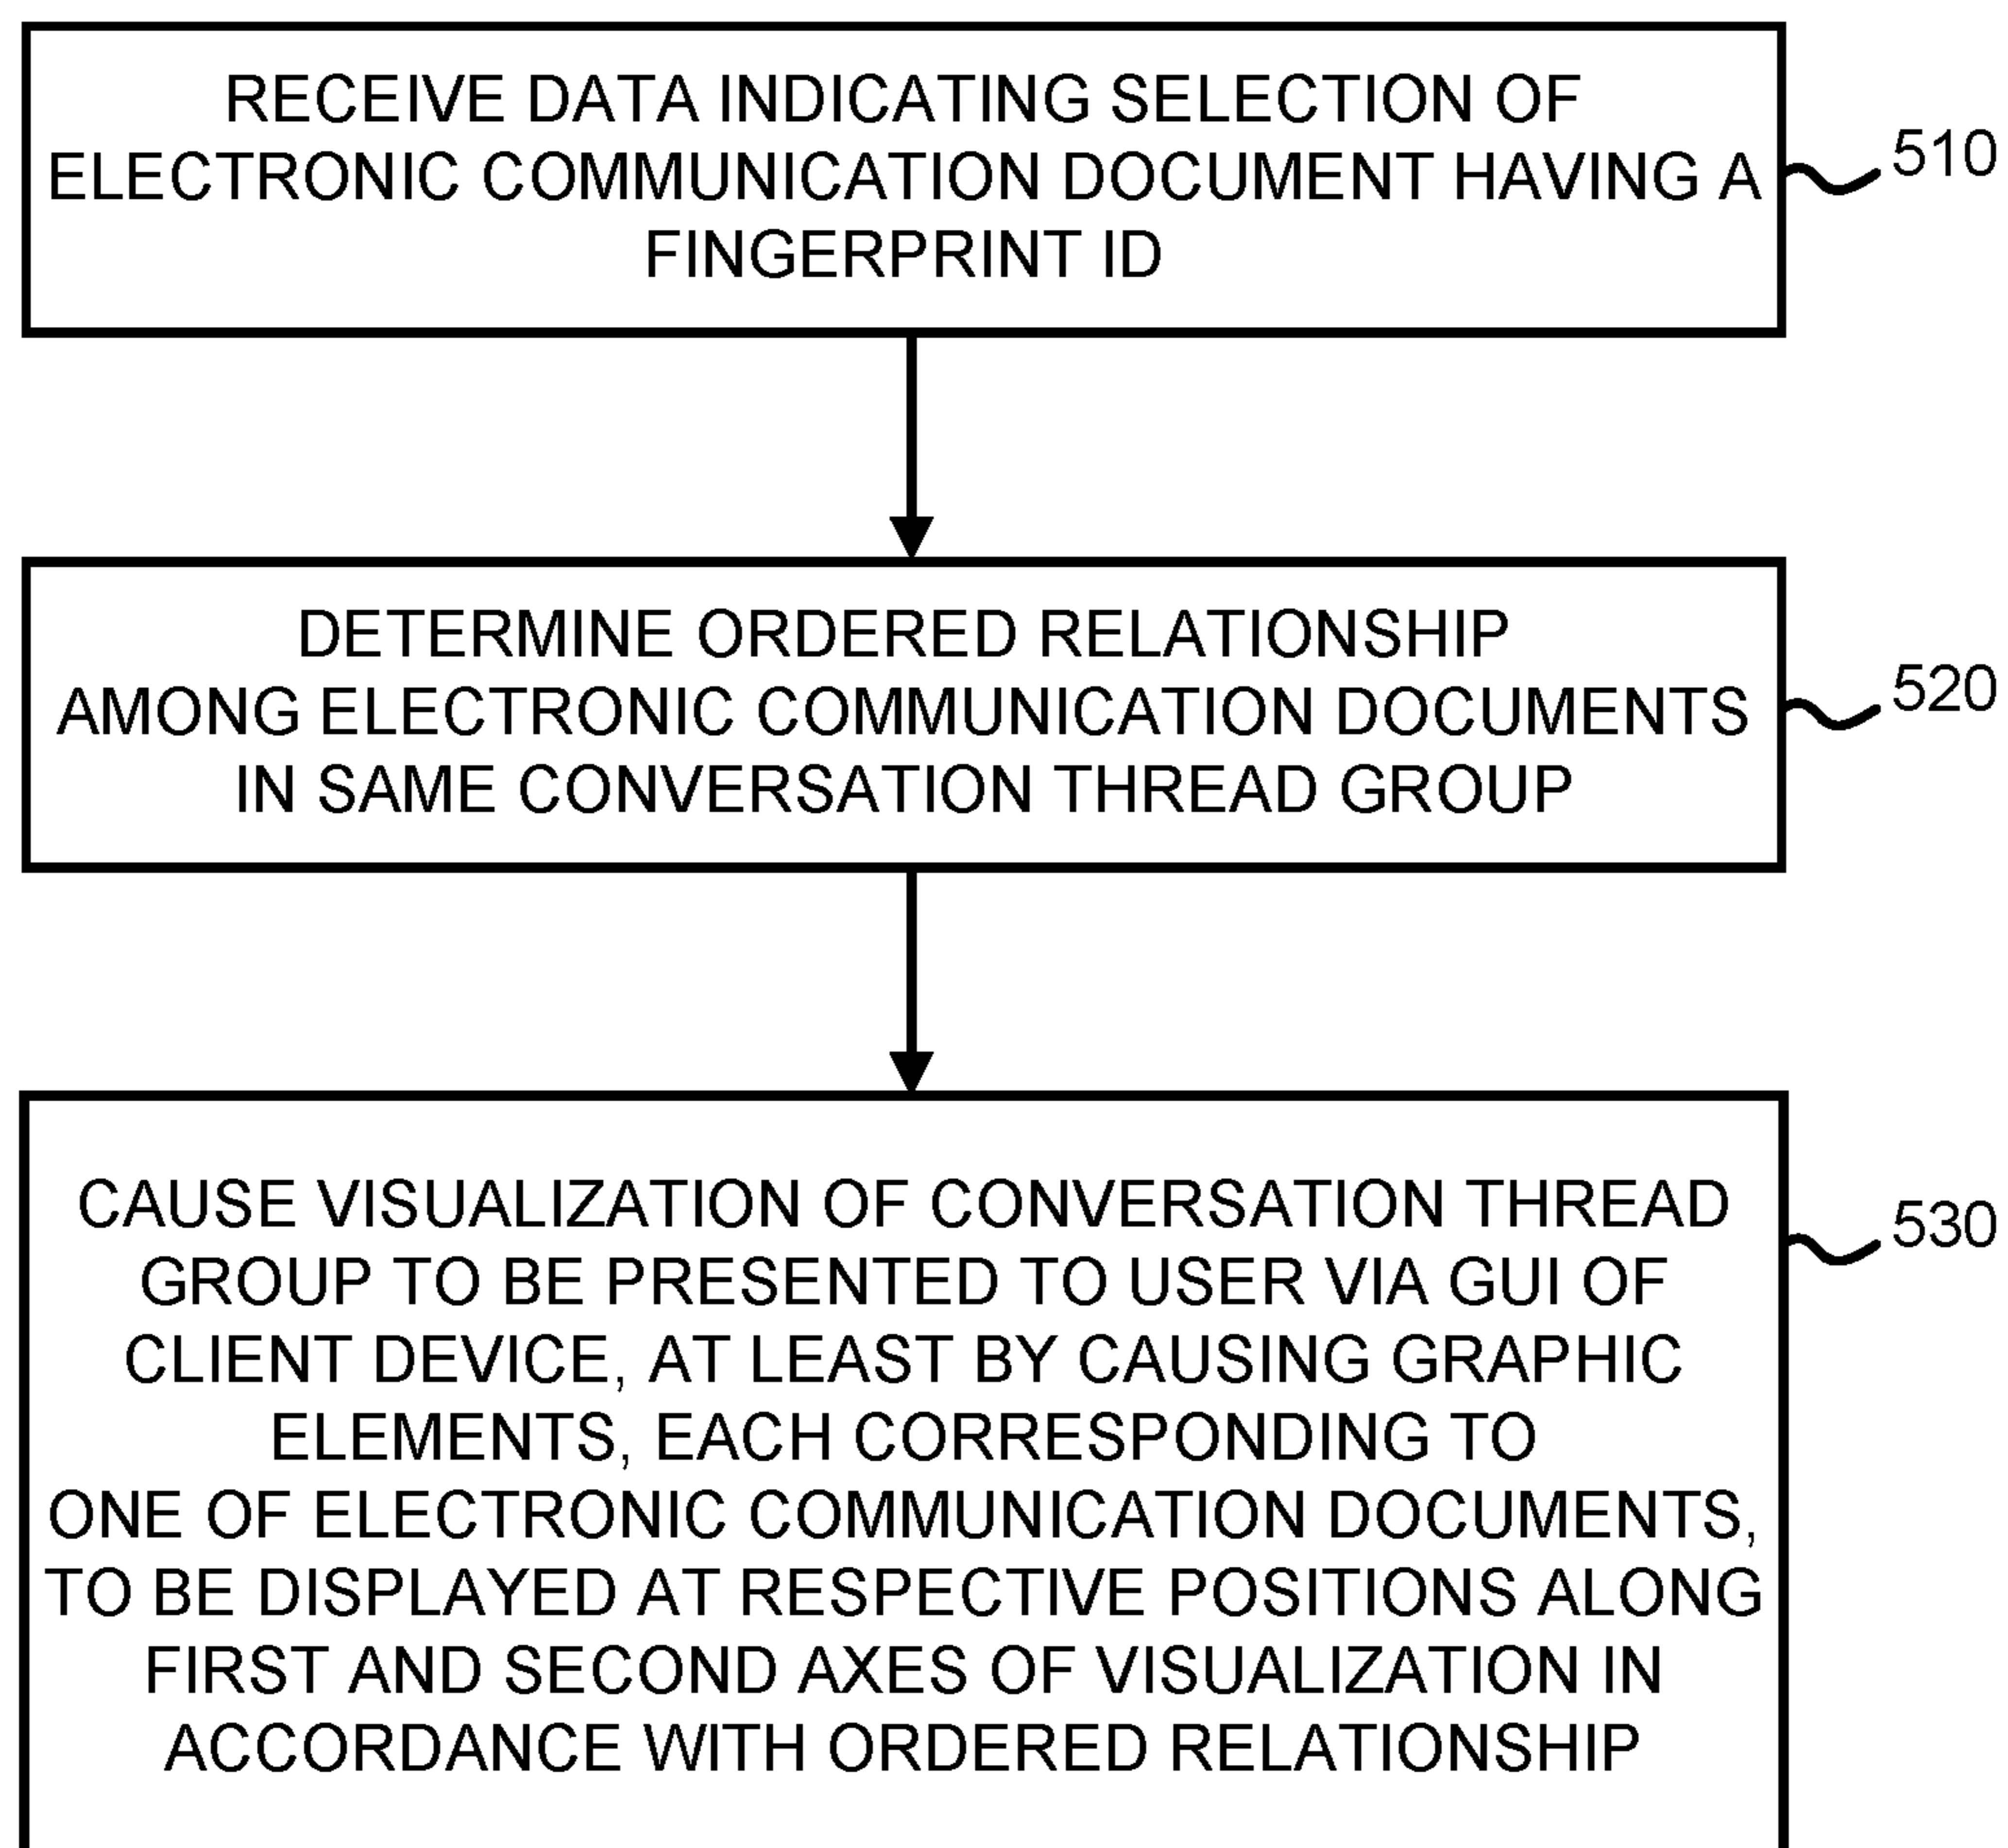 RECEIVE DATA INDICATING SELECTION OF
ELECTRONIC COMMUNICATION DOCUMENT HAVING A
FINGERPRINT ID
510
DETERMINE ORDERED RELATIONSHIP
AMONG ELECTRONIC COMMUNICATION DOCUMENTS
IN SAME CONVERSATION THREAD GROUP
520
CAUSE VISUALIZATION OF CONVERSATION THREAD
GROUP TO BE PRESENTED TO USER VIA GUI OF
CLIENT DEVICE, AT LEAST BY CAUSING GRAPHIC
ELEMENTS, EACH CORRESPONDING TO
ONE OF ELECTRONIC COMMUNICATION DOCUMENTS,
TO BE DISPLAYED AT RESPECTIVE POSITIONS ALONG
FIRST AND SECOND AXES OF VISUALIZATION IN
ACCORDANCE WITH ORDERED RELATIONSHIP
530